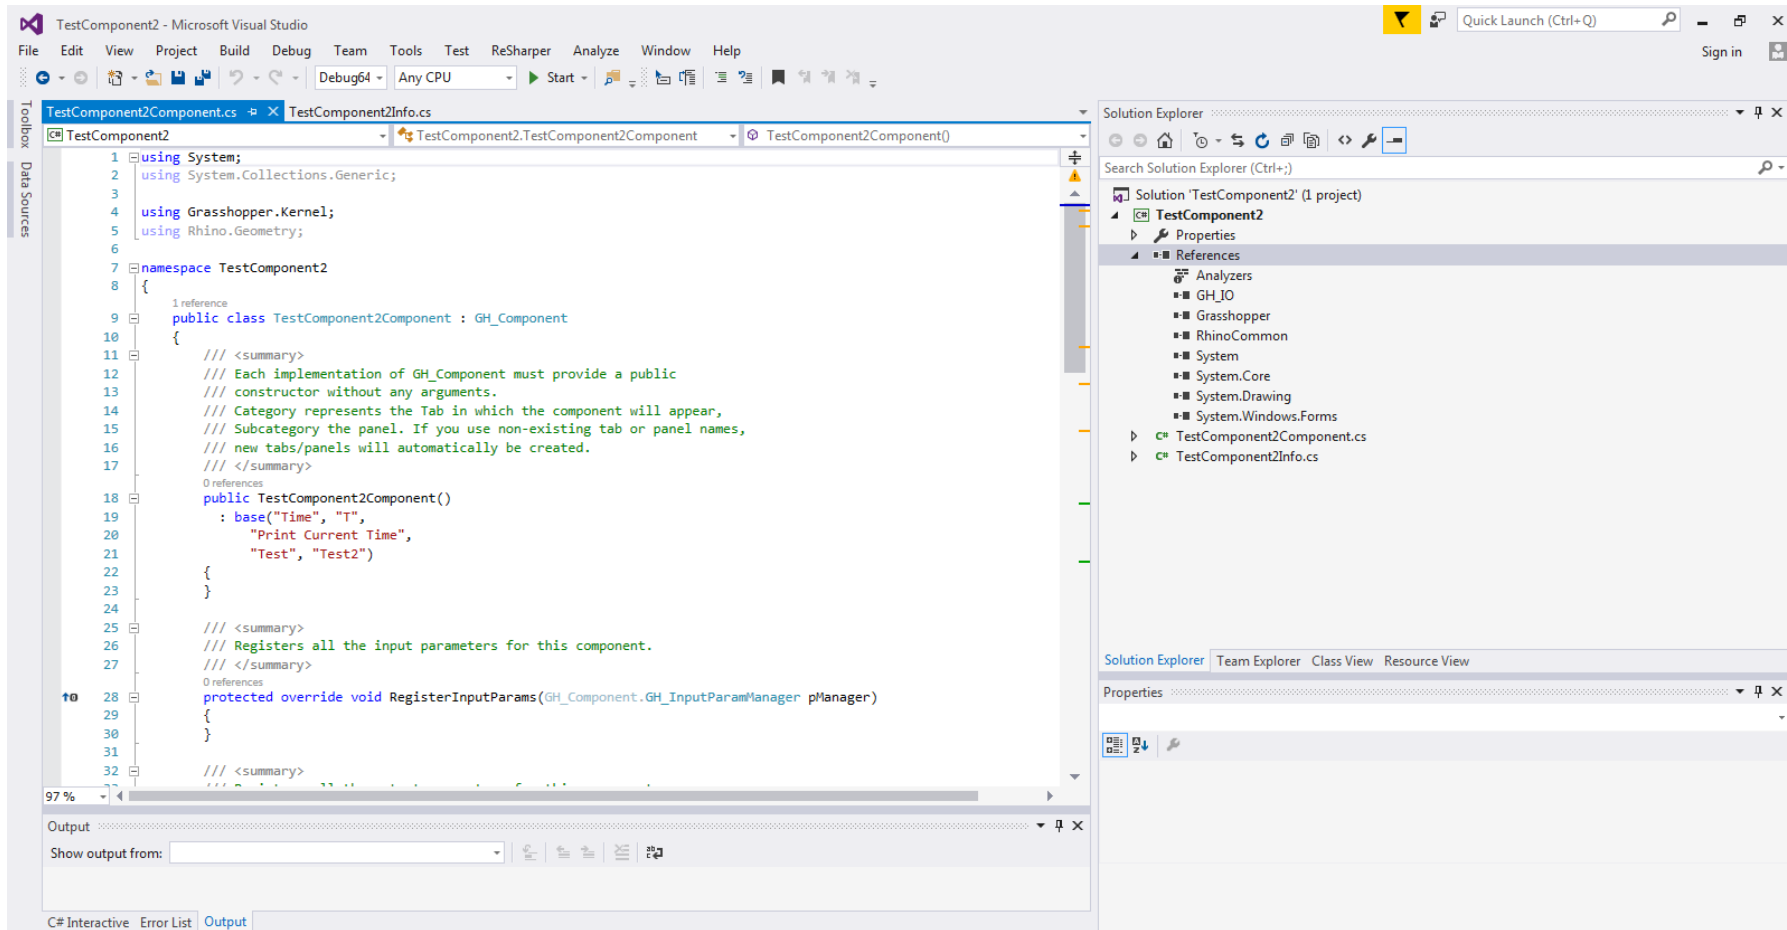 TestComponent2 - Microsoft Visual Studio
Quick Launch (Ctrl+Q)
File Edit View Project Build Debug Team Tools Test ReSharper Analyze Window Help
Sign in
Debug64 Any CPU Start
Toolbox
Data Sources
TestComponent2Component.cs TestComponent2Info.cs
TestComponent2 TestComponent2.TestComponent2Component TestComponent2Component()
1 using System;
2 using System.Collections.Generic;
3
4 using Grasshopper.Kernel;
5 using Rhino.Geometry;
6
7 namespace TestComponent2
8 {
1 reference
9 public class TestComponent2Component : GH_Component
10 {
11 /// <summary>
12 /// Each implementation of GH_Component must provide a public
13 /// constructor without any arguments.
14 /// Category represents the Tab in which the component will appear,
15 /// Subcategory the panel. If you use non-existing tab or panel names,
16 /// new tabs/panels will automatically be created.
17 /// </summary>
0 references
18 public TestComponent2Component()
19 : base("Time", "T",
20 "Print Current Time",
21 "Test", "Test2")
22 {
23 }
24
25 /// <summary>
26 /// Registers all the input parameters for this component.
27 /// </summary>
0 references
28 protected override void RegisterInputParams(GH_Component.GH_InputParamManager pManager)
29 {
30 }
31
32 /// <summary>
97 %
Output
Show output from:
C# Interactive Error List Output
Solution Explorer
Search Solution Explorer (Ctrl+;)
Solution 'TestComponent2' (1 project)
C# TestComponent2
Properties
References
Analyzers
GH_IO
Grasshopper
RhinoCommon
System
System.Core
System.Drawing
System.Windows.Forms
C# TestComponent2Component.cs
C# TestComponent2Info.cs
Solution Explorer Team Explorer Class View Resource View
Properties